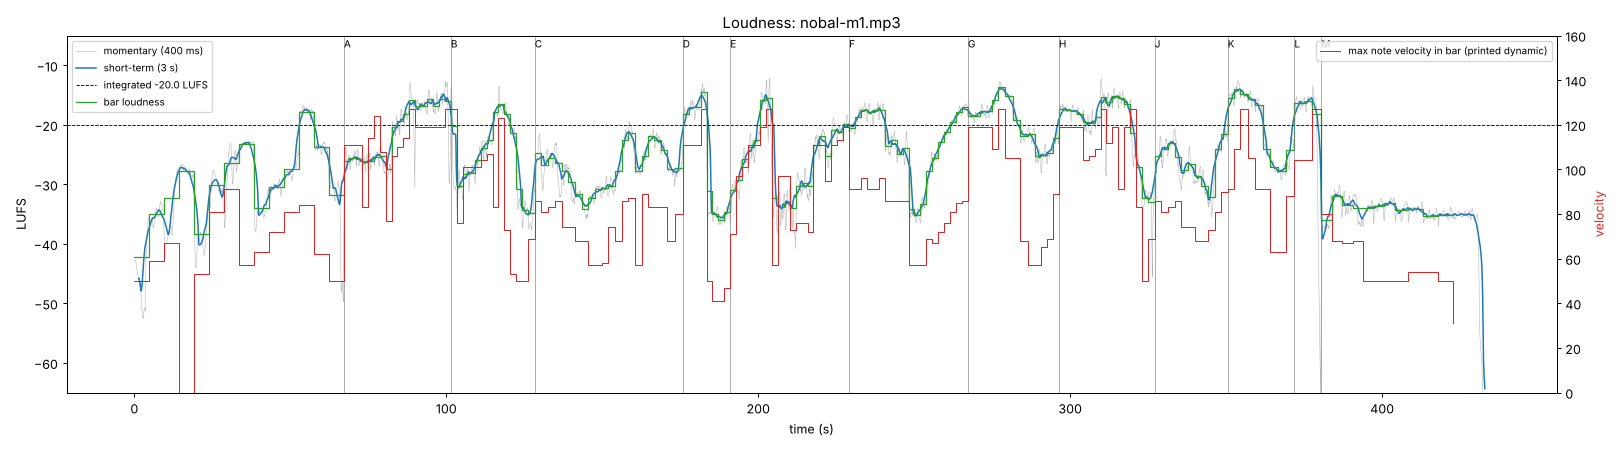 Loudness: nobal-m1.mp3
momentary (400 ms)
short-term (3 s)
integrated -20.0 LUFS
bar loudness
max note velocity in bar (printed dynamic)
A B C D E F G H J K L M
LUFS
−10
−20
−30
−40
−50
−60
velocity
160
140
120
100
80
60
40
20
0
0 100 200 300 400
time (s)